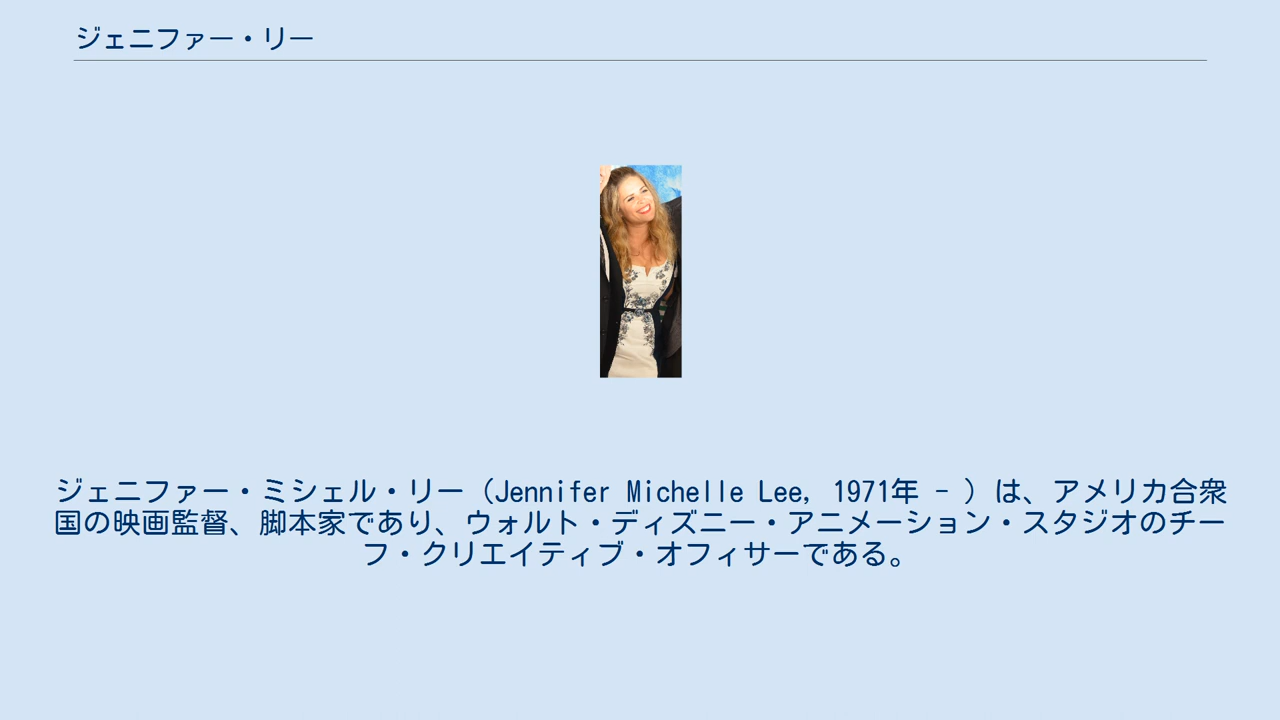 ジェニファー・リー
ジェニファー・ミシェル・リー（Jennifer Michelle Lee, 1971年 - ）は、アメリカ合衆
国の映画監督、脚本家であり、ウォルト・ディズニー・アニメーション・スタジオのチー
フ・クリエイティブ・オフィサーである。